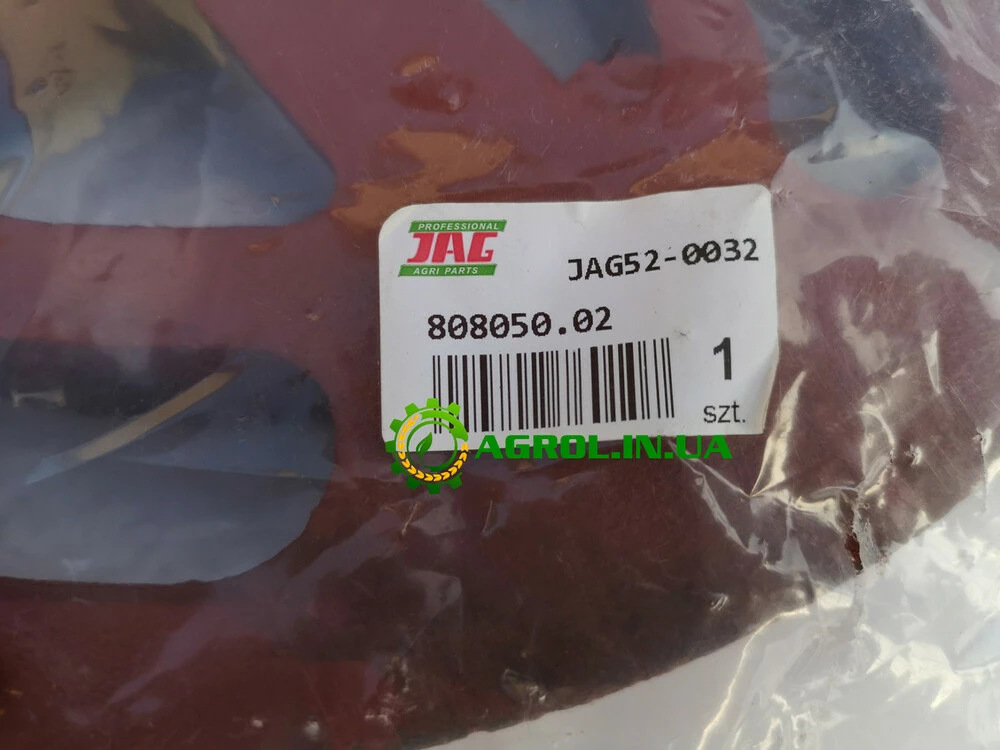 PROFESSIONAL
JAG
AGRI PARTS
JAG52-0032
808050.02
1
szt.
AGROL.IN.UA